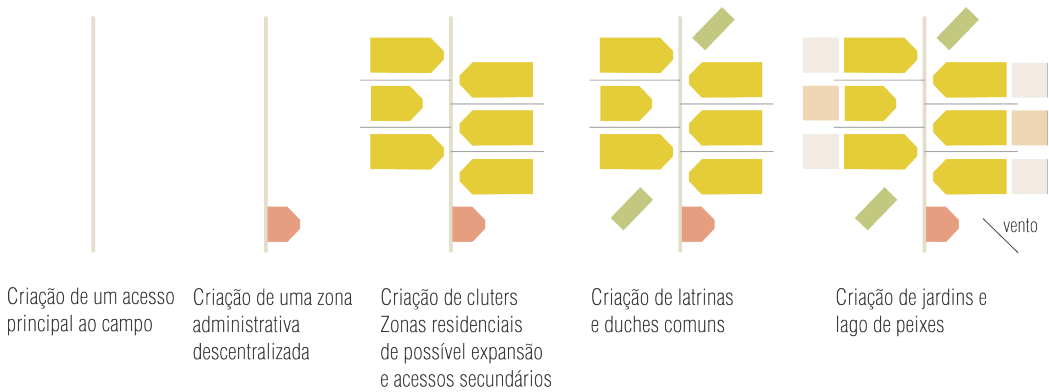 vento
Criação de um acesso
principal ao campo
Criação de uma zona
administrativa
descentralizada
Criação de cluters
Zonas residenciais
de possível expansão
e acessos secundários
Criação de latrinas
e duches comuns
Criação de jardins e
lago de peixes